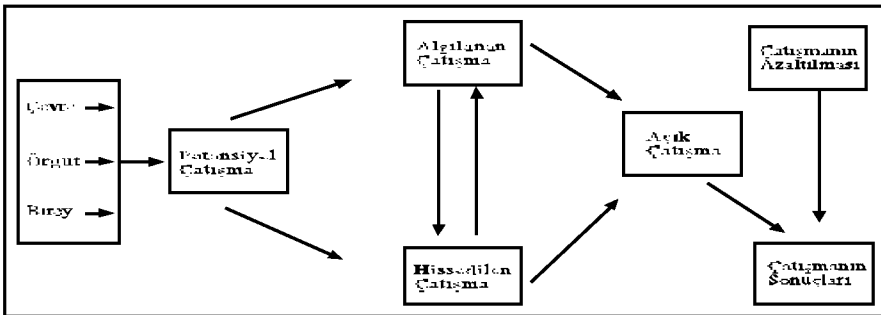 Çevre
Örgüt
Birey
Potansiyel
Çatışma
Algılanan
Çatışma
Hissedilen
Çatışma
Açık
Çatışma
Çatışmanın
Azaltılması
Çatışmanın
Sonuçları